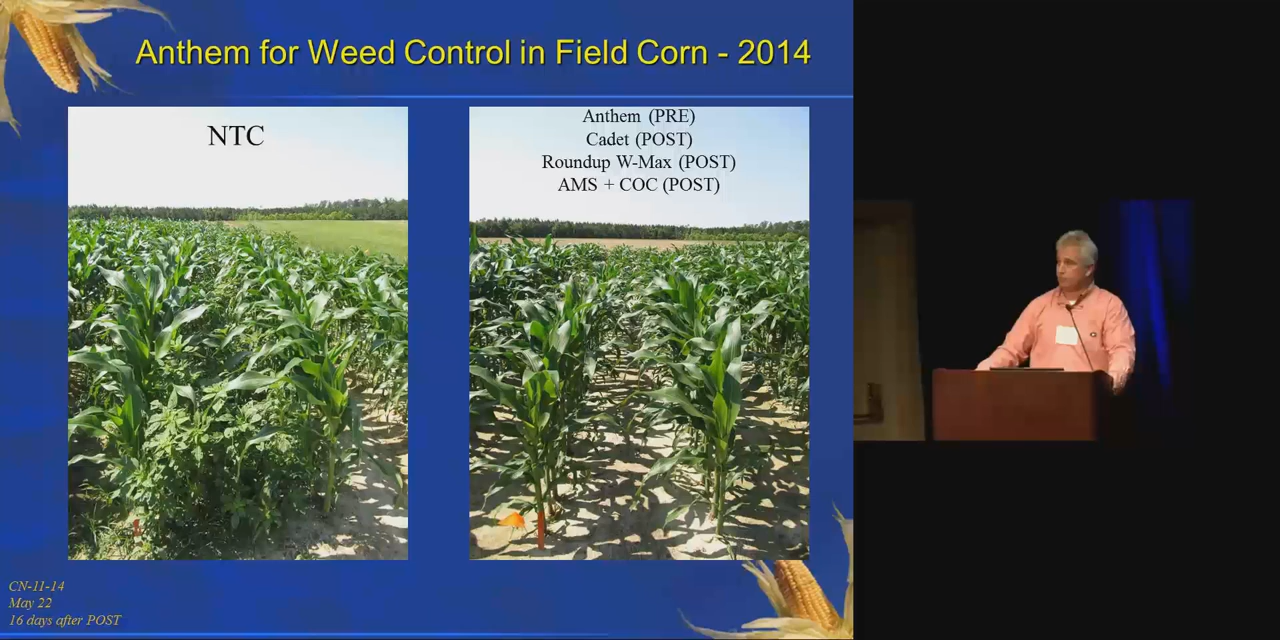 Anthem for Weed Control in Field Corn - 2014
NTC
Anthem (PRE)
Cadet (POST)
Roundup W-Max (POST)
AMS + COC (POST)
CN-11-14
May 22
16 days after POST